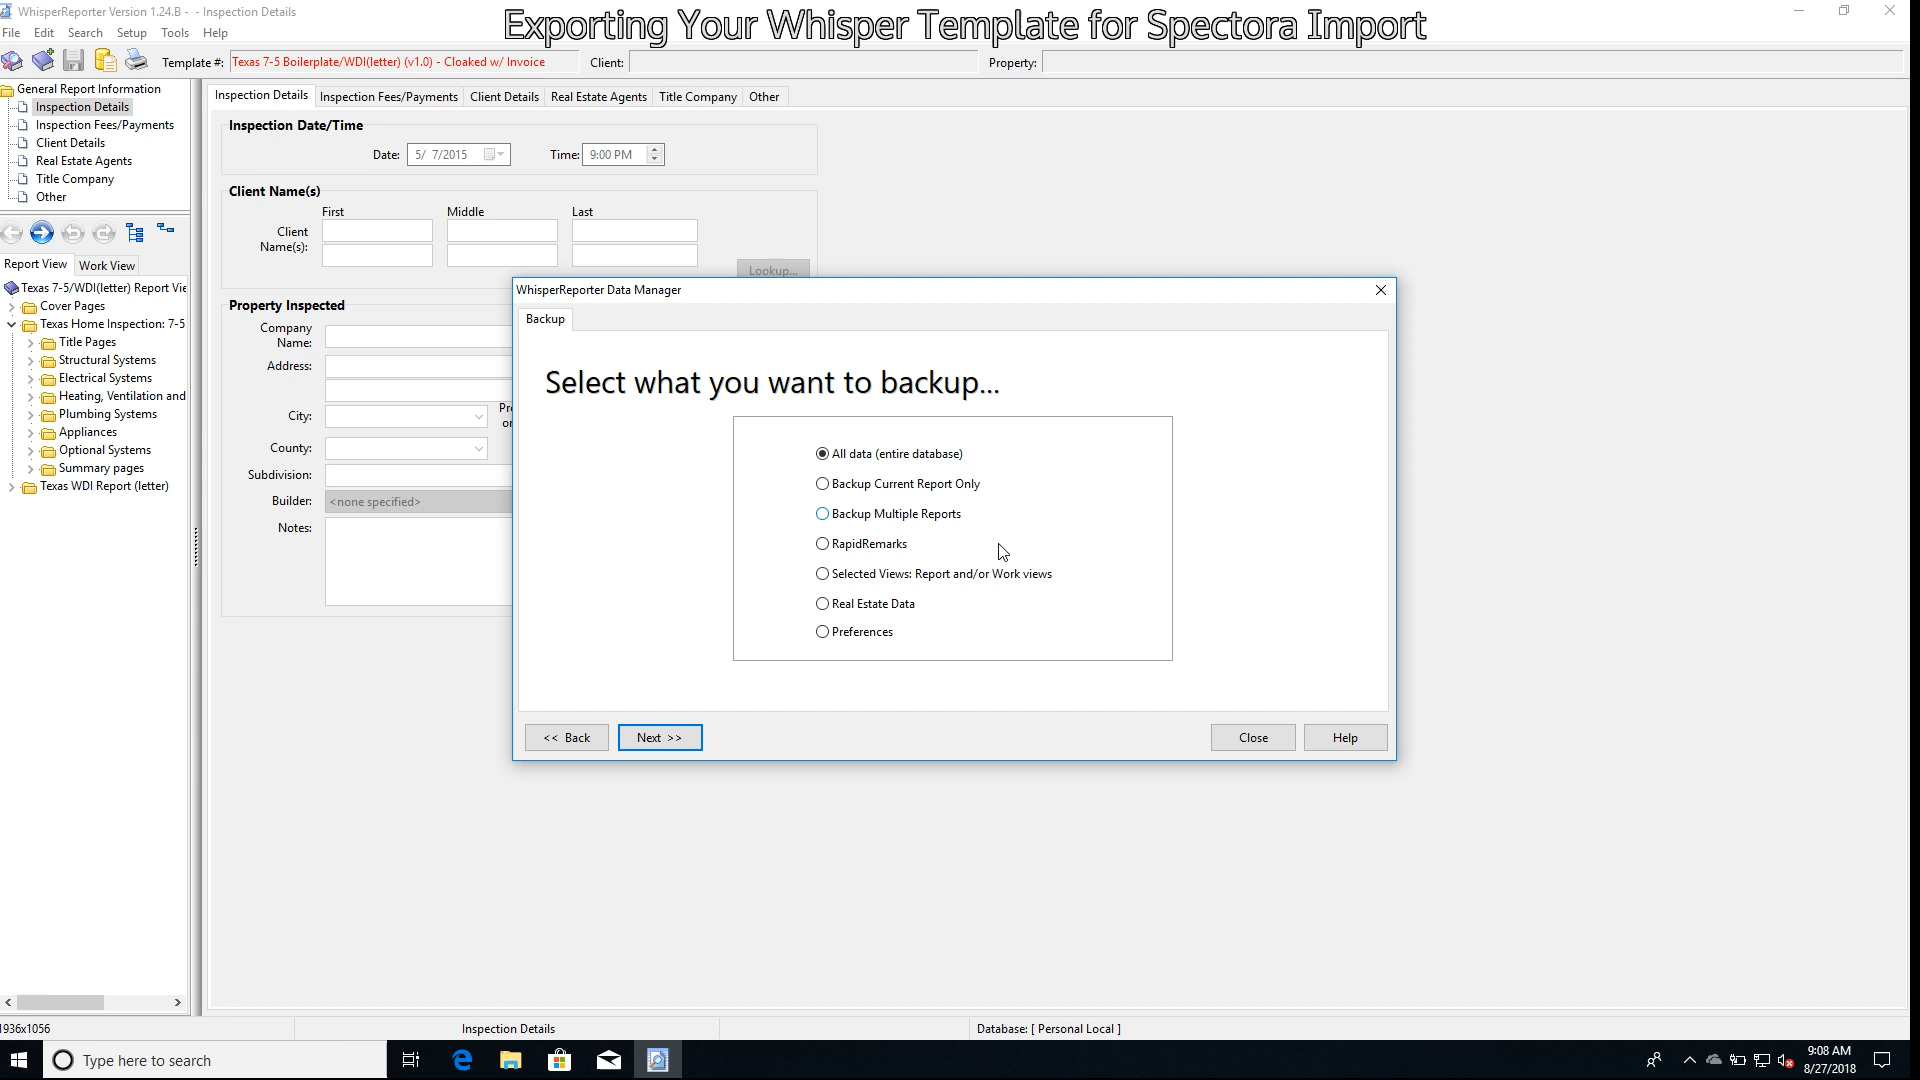 WhisperReporter Version 1.24.B - - Inspection Details
Exporting Your Whisper Template for Spectora Import
File Edit Search Setup Tools Help
Template #: Texas 7-5 Boilerplate/WDI(letter) (v1.0) - Cloaked w/ Invoice Client: Property:
General Report Information
Inspection Details
Inspection Fees/Payments
Client Details
Real Estate Agents
Title Company
Other
Report View Work View
Texas 7-5/WDI(letter) Report Vie
Cover Pages
Texas Home Inspection: 7-5
Title Pages
Structural Systems
Electrical Systems
Heating, Ventilation and
Plumbing Systems
Appliances
Optional Systems
Summary pages
Texas WDI Report (letter)
Inspection Details Inspection Fees/Payments Client Details Real Estate Agents Title Company Other
Inspection Date/Time
Date: 5/ 7/2015 Time: 9:00 PM
Client Name(s)
First Middle Last
Client
Name(s):
Lookup...
Property Inspected
Company
Name:
Address:
City:
County:
Subdivision:
Builder: <none specified>
Notes:
WhisperReporter Data Manager
Backup
Select what you want to backup...
All data (entire database)
Backup Current Report Only
Backup Multiple Reports
RapidRemarks
Selected Views: Report and/or Work views
Real Estate Data
Preferences
<< Back Next >> Close Help
1936x1056 Inspection Details Database: [ Personal Local ]
Type here to search
9:08 AM
8/27/2018